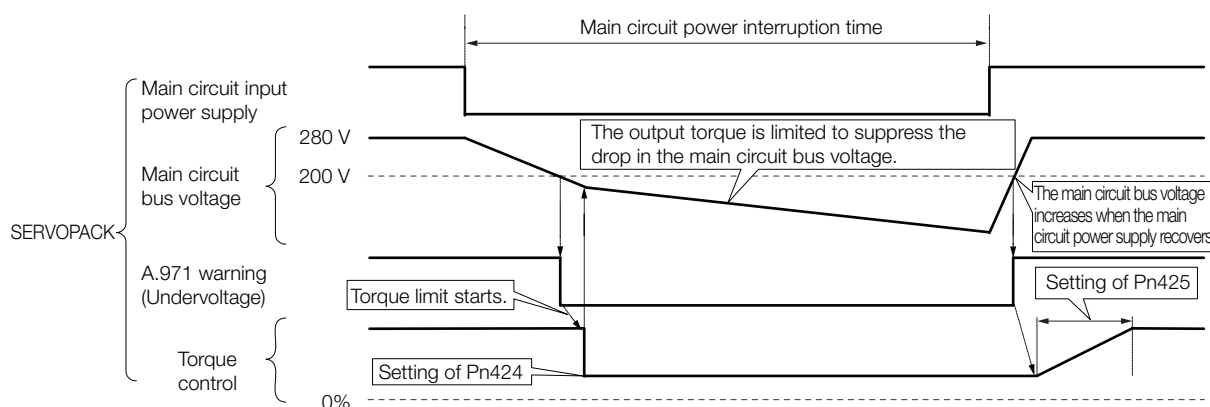 Main circuit power interruption time
Main circuit input
power supply
280 V
The output torque is limited to suppress the
drop in the main circuit bus voltage.
Main circuit
bus voltage
200 V
The main circuit bus voltage
increases when the main
circuit power supply recovers
SERVOPACK
A.971 warning
(Undervoltage)
Torque limit starts.
Setting of Pn425
Torque
control
Setting of Pn424
0%